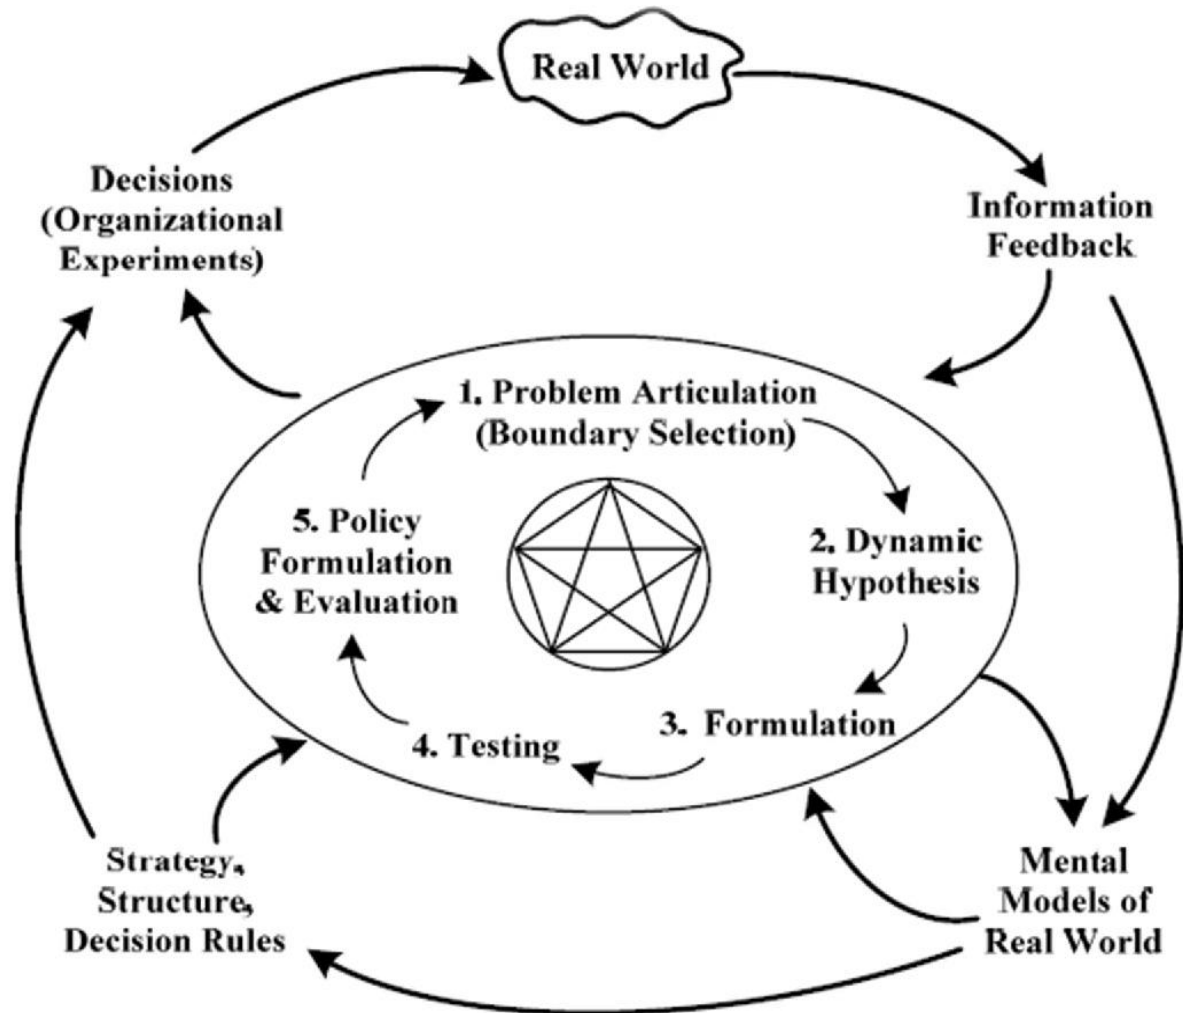 Real World
Decisions
(Organizational
Experiments)
Information
Feedback
1. Problem Articulation
(Boundary Selection)
2. Dynamic
Hypothesis
3. Formulation
4. Testing
5. Policy
Formulation
& Evaluation
Strategy,
Structure,
Decision Rules
Mental
Models of
Real World